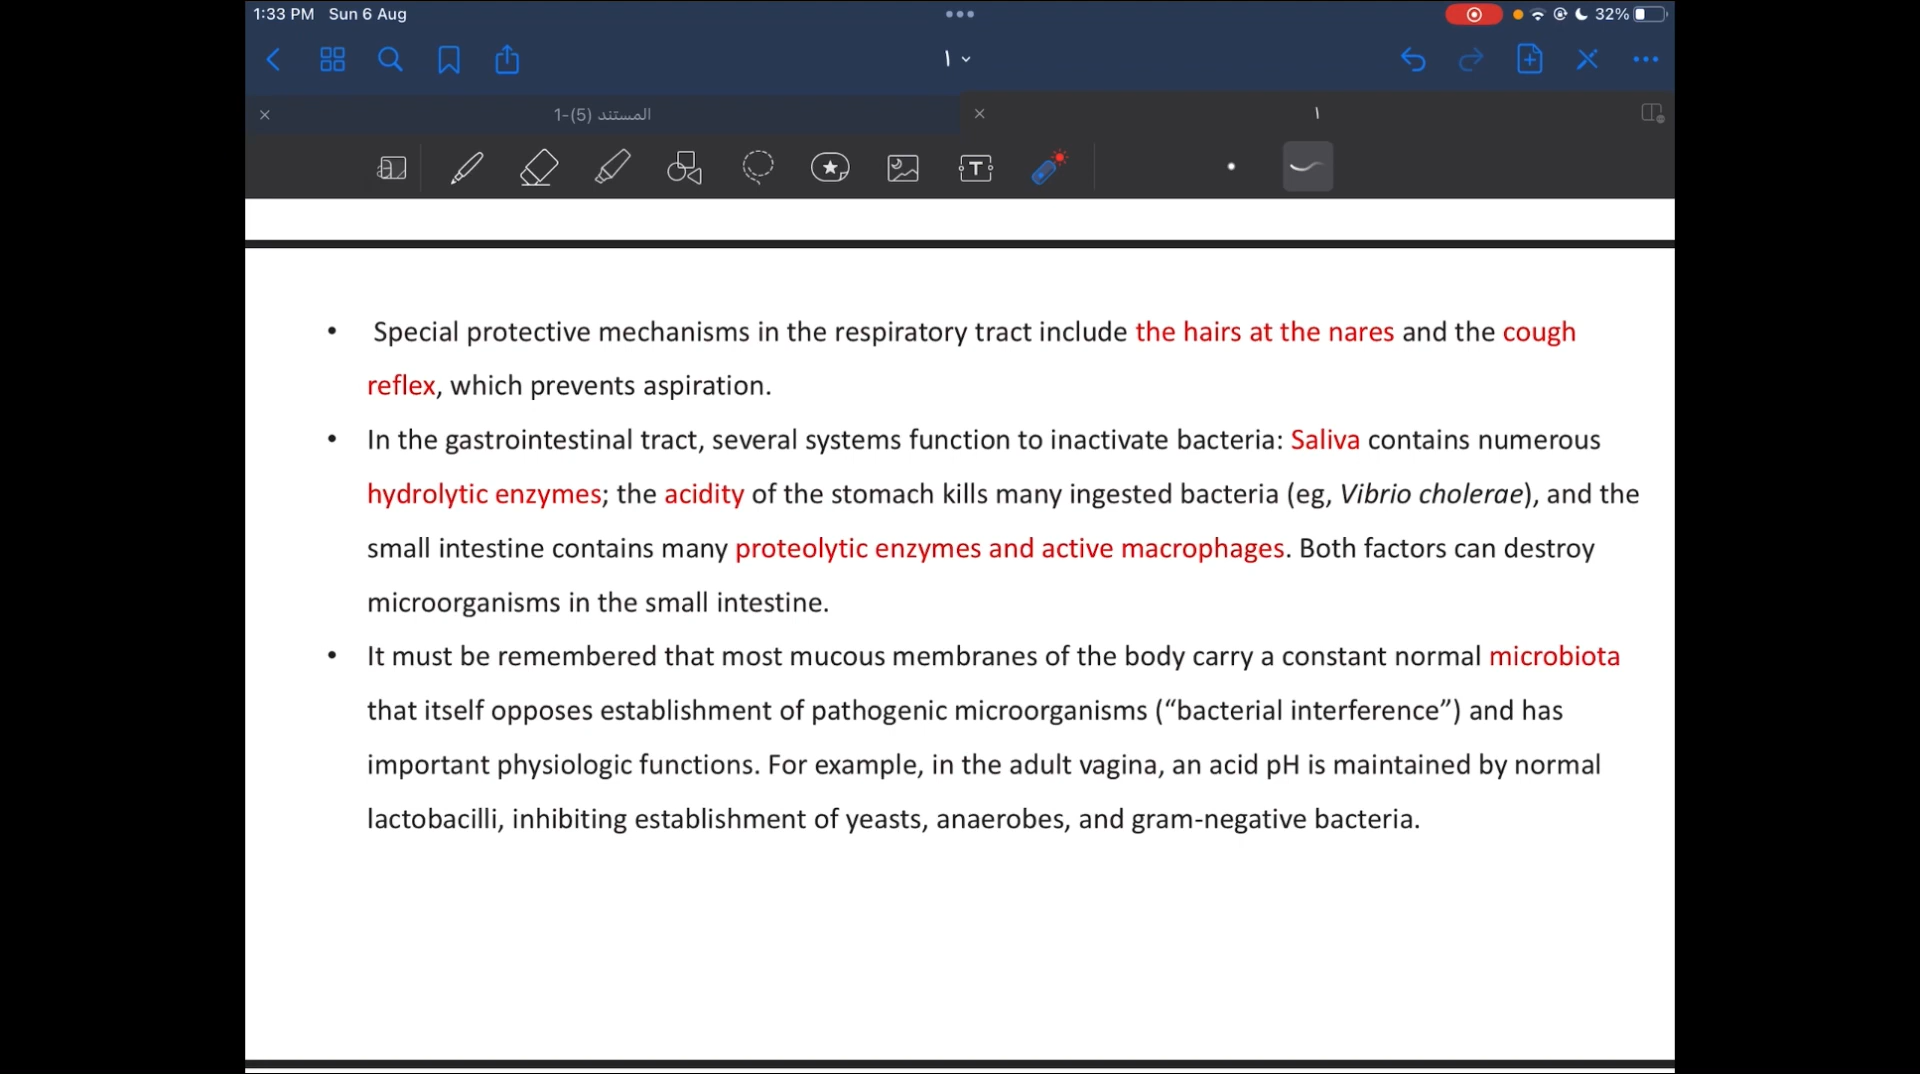 1:33 PM Sun 6 Aug
32%
١
المستند (5)-1
١
• Special protective mechanisms in the respiratory tract include the hairs at the nares and the cough
reflex, which prevents aspiration.
• In the gastrointestinal tract, several systems function to inactivate bacteria: Saliva contains numerous
hydrolytic enzymes; the acidity of the stomach kills many ingested bacteria (eg, Vibrio cholerae), and the
small intestine contains many proteolytic enzymes and active macrophages. Both factors can destroy
microorganisms in the small intestine.
• It must be remembered that most mucous membranes of the body carry a constant normal microbiota
that itself opposes establishment of pathogenic microorganisms (“bacterial interference”) and has
important physiologic functions. For example, in the adult vagina, an acid pH is maintained by normal
lactobacilli, inhibiting establishment of yeasts, anaerobes, and gram-negative bacteria.